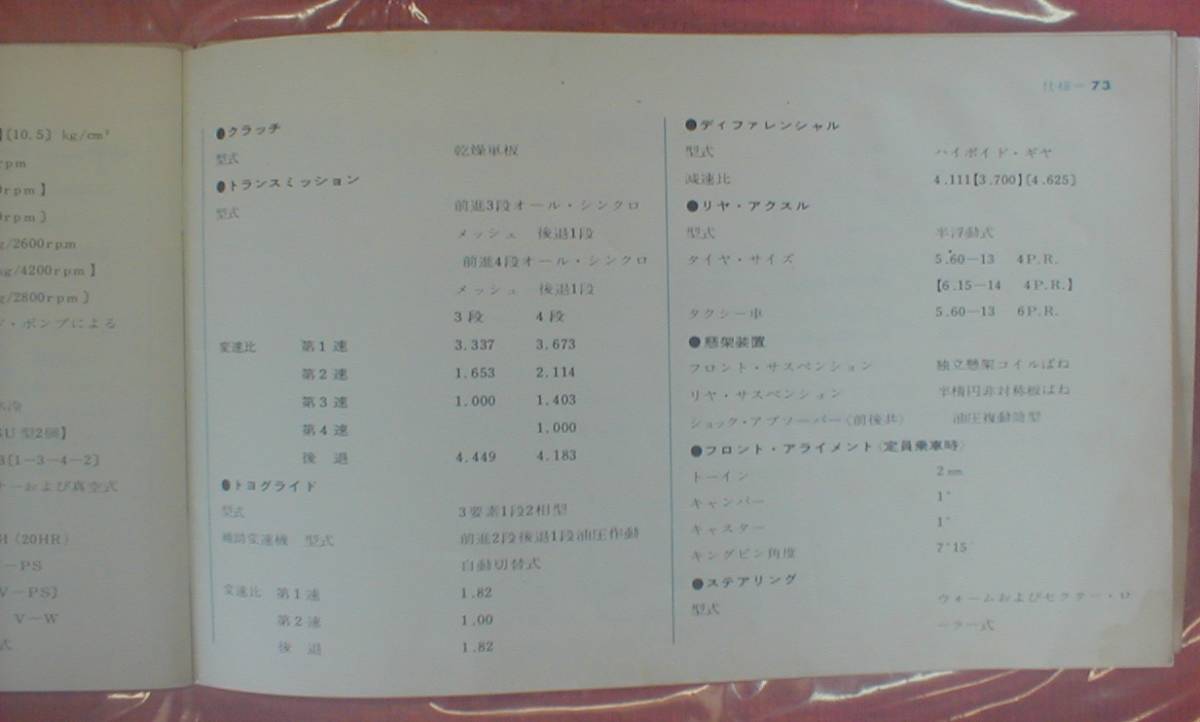 〔10.5〕 kg/cm²
rpm
rpm】
rpm〕
g/2600rpm
kg/4200rpm】
g/2800rpm〕
ポンプによる
SU型2個】
3〔1－3－4－2〕
ナーおよび真空式
H（20HR）
－PS
V－PS〕
V－W
式
仕様－73
●クラッチ
型式 乾燥単板
●トランスミッション
型式 前進3段オール・シンクロ
メッシュ 後退1段
前進4段オール・シンクロ
メッシュ 後退1段
3段 4段
変速比 第1速 3.337 3.673
第2速 1.653 2.114
第3速 1.000 1.403
第4速 1.000
後退 4.449 4.183
●トヨグライド
型式 3要素1段2相型
補助変速機 型式 前進2段後退1段油圧作動
自動切替式
変速比 第1速 1.82
第2速 1.00
後退 1.82
●ディファレンシャル
型式 ハイポイド・ギヤ
減速比 4.111【3.700】〔4.625〕
●リヤ・アクスル
型式 半浮動式
タイヤ・サイズ 5.60－13 4P.R.
【6.15－14 4P.R.】
タクシー車 5.60－13 6P.R.
●懸架装置
フロント・サスペンション 独立懸架コイルばね
リヤ・サスペンション 半楕円非対称板ばね
ショック・アブソーバー（前後共） 油圧複動筒型
●フロント・アライメント（定員乗車時）
トーイン 2㎜
キャンバー 1°
キャスター 1°
キングピン角度 7°15′
●ステアリング
型式 ウォームおよびセクター・ロ
ーラー式